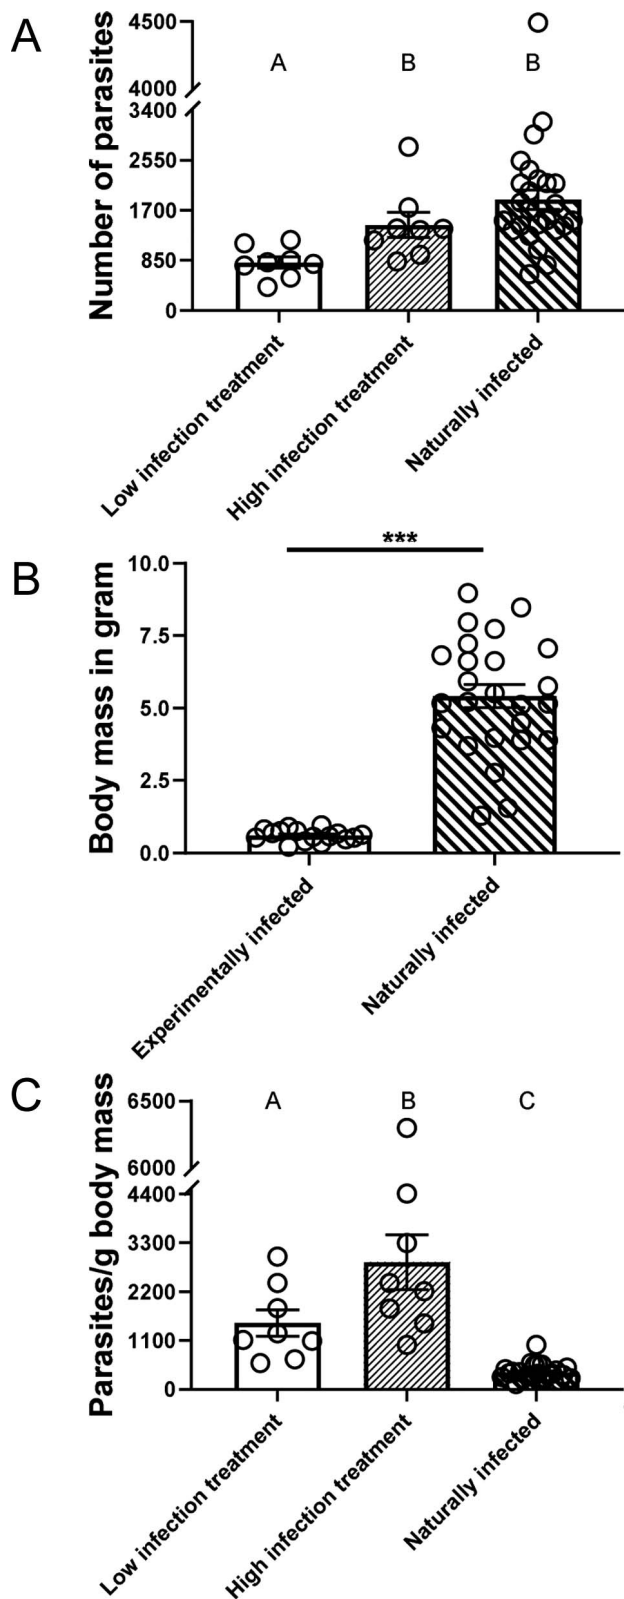 A
Number of parasites
4500
4000
3400
2550
1700
850
0
A
B
B
Low infection treatment
High infection treatment
Naturally infected
B
Body mass in gram
10.0
7.5
5.0
2.5
0.0
***
Experimentally infected
Naturally infected
C
Parasites/g body mass
6500
6000
4400
3300
2200
1100
0
A
B
C
Low infection treatment
High infection treatment
Naturally infected